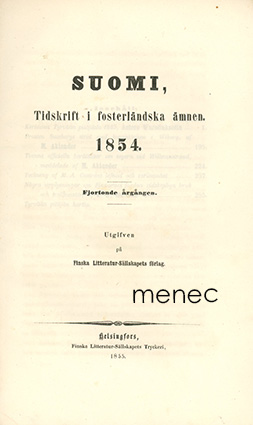 SUOMI,
Tidskrift i fosterländska ämnen.
1854.
Fjortonde årgången.
Utgifven
på
Finska Litteratur-Sällskapets förlag.
menec
Helsingfors,
Finska Litteratur-Sällskapets Tryckeri,
1855.